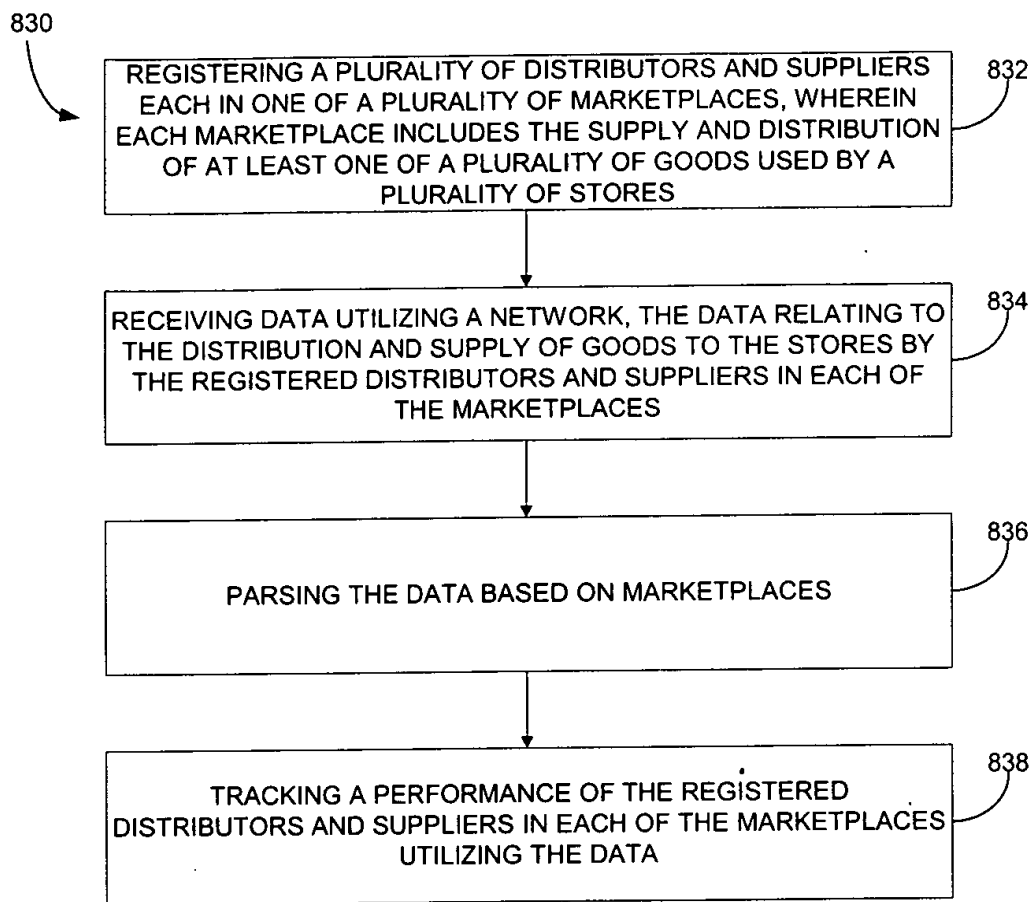 830
REGISTERING A PLURALITY OF DISTRIBUTORS AND SUPPLIERS
EACH IN ONE OF A PLURALITY OF MARKETPLACES, WHEREIN
EACH MARKETPLACE INCLUDES THE SUPPLY AND DISTRIBUTION
OF AT LEAST ONE OF A PLURALITY OF GOODS USED BY A
PLURALITY OF STORES
832
RECEIVING DATA UTILIZING A NETWORK, THE DATA RELATING TO
THE DISTRIBUTION AND SUPPLY OF GOODS TO THE STORES BY
THE REGISTERED DISTRIBUTORS AND SUPPLIERS IN EACH OF
THE MARKETPLACES
834
PARSING THE DATA BASED ON MARKETPLACES
836
TRACKING A PERFORMANCE OF THE REGISTERED
DISTRIBUTORS AND SUPPLIERS IN EACH OF THE MARKETPLACES
UTILIZING THE DATA
838